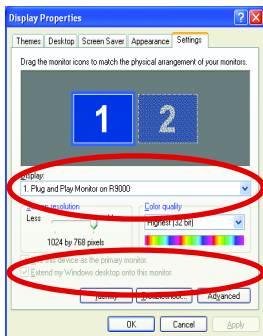 Display Properties
Themes Desktop Screen Saver Appearance Settings
Drag the monitor icons to match the physical arrangement of your monitors.
1 2
Display:
1. Plug and Play Monitor on R9000
resolution Color quality
Less
Highest (32 bit)
1024 by 768 pixels
this device as the primary monitor.
Extend my Windows desktop onto this monitor.
Identify Troubleshoot... Advanced
OK Cancel Apply